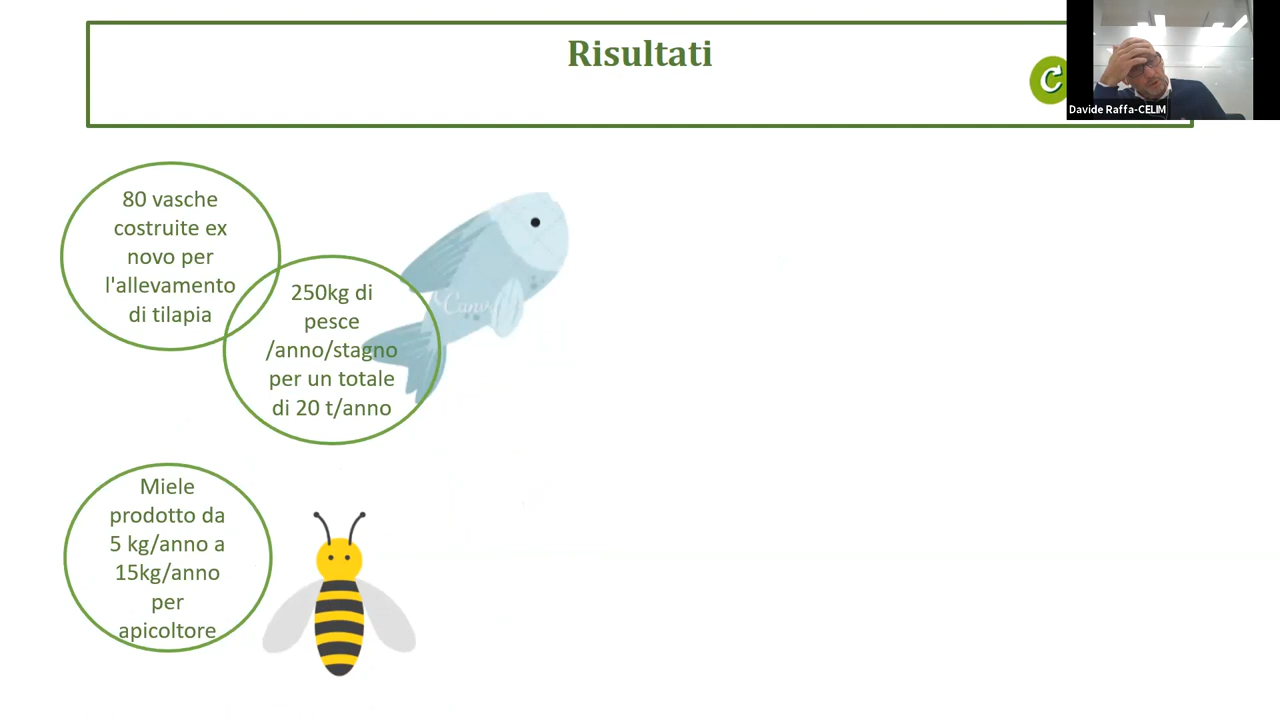 Risultati
Davide Raffa-CELIM
80 vasche
costruite ex
novo per
l'allevamento
di tilapia
250kg di
pesce
/anno/stagno
per un totale
di 20 t/anno
Canva
Miele
prodotto da
5 kg/anno a
15kg/anno
per
apicoltore